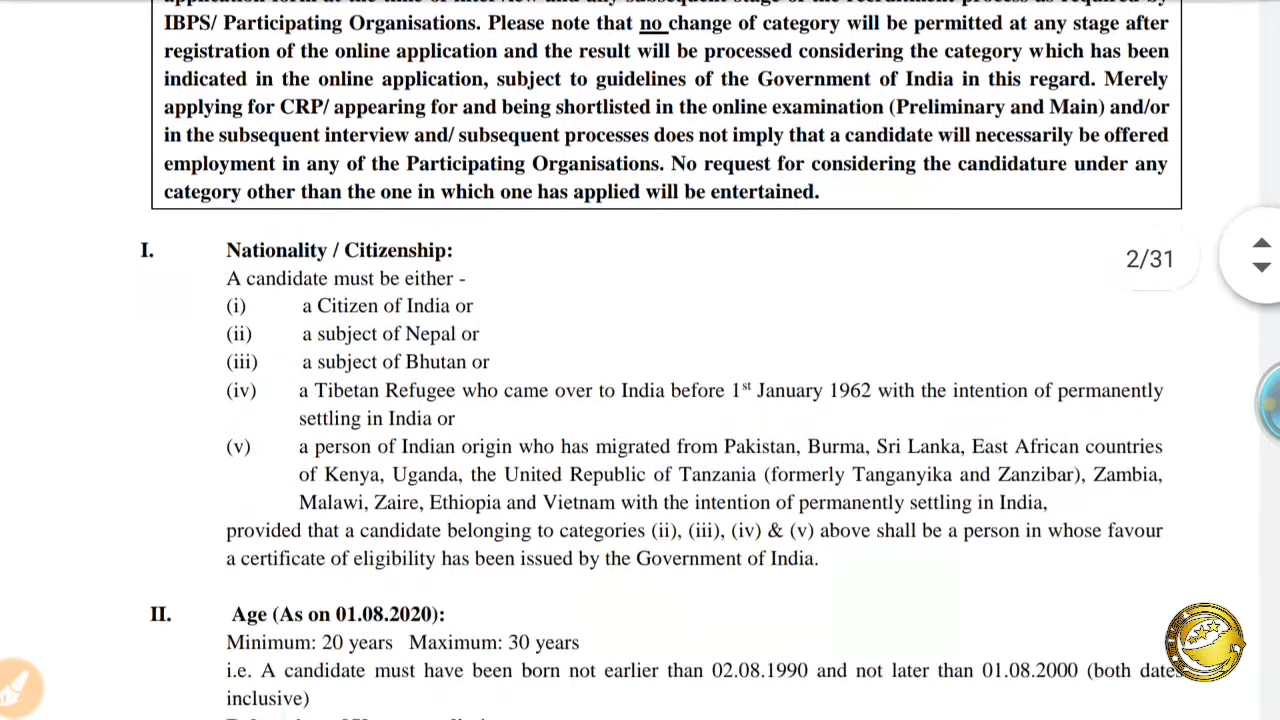 IBPS/ Participating Organisations. Please note that no change of category will be permitted at any stage after
registration of the online application and the result will be processed considering the category which has been
indicated in the online application, subject to guidelines of the Government of India in this regard. Merely
applying for CRP/ appearing for and being shortlisted in the online examination (Preliminary and Main) and/or
in the subsequent interview and/ subsequent processes does not imply that a candidate will necessarily be offered
employment in any of the Participating Organisations. No request for considering the candidature under any
category other than the one in which one has applied will be entertained.
I. Nationality / Citizenship:
2/31
A candidate must be either -
(i) a Citizen of India or
(ii) a subject of Nepal or
(iii) a subject of Bhutan or
(iv) a Tibetan Refugee who came over to India before 1st January 1962 with the intention of permanently
settling in India or
(v) a person of Indian origin who has migrated from Pakistan, Burma, Sri Lanka, East African countries
of Kenya, Uganda, the United Republic of Tanzania (formerly Tanganyika and Zanzibar), Zambia,
Malawi, Zaire, Ethiopia and Vietnam with the intention of permanently settling in India,
provided that a candidate belonging to categories (ii), (iii), (iv) & (v) above shall be a person in whose favour
a certificate of eligibility has been issued by the Government of India.
II. Age (As on 01.08.2020):
Minimum: 20 years Maximum: 30 years
i.e. A candidate must have been born not earlier than 02.08.1990 and not later than 01.08.2000 (both dates
inclusive)